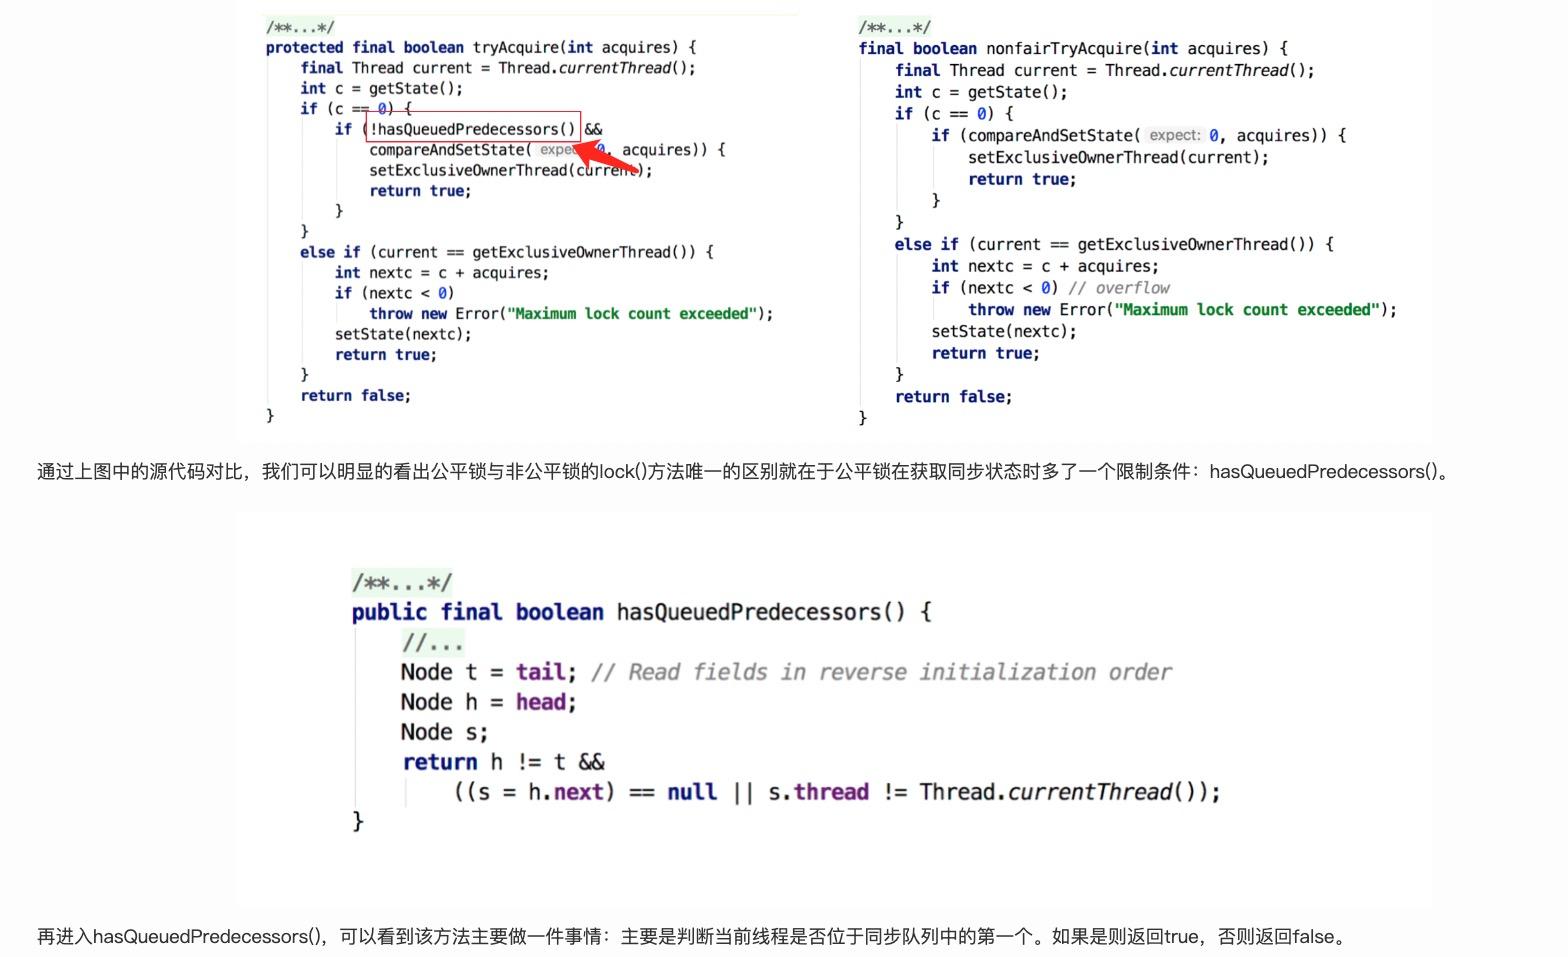 /**...*/
protected final boolean tryAcquire(int acquires) {
final Thread current = Thread.currentThread();
int c = getState();
if (c == 0) {
if (!hasQueuedPredecessors() &&
compareAndSetState( expec 0, acquires)) {
setExclusiveOwnerThread(current);
return true;
}
}
else if (current == getExclusiveOwnerThread()) {
int nextc = c + acquires;
if (nextc < 0)
throw new Error("Maximum lock count exceeded");
setState(nextc);
return true;
}
return false;
}
/**...*/
final boolean nonfairTryAcquire(int acquires) {
final Thread current = Thread.currentThread();
int c = getState();
if (c == 0) {
if (compareAndSetState( expect: 0, acquires)) {
setExclusiveOwnerThread(current);
return true;
}
}
else if (current == getExclusiveOwnerThread()) {
int nextc = c + acquires;
if (nextc < 0) // overflow
throw new Error("Maximum lock count exceeded");
setState(nextc);
return true;
}
return false;
}
通过上图中的源代码对比，我们可以明显的看出公平锁与非公平锁的lock()方法唯一的区别就在于公平锁在获取同步状态时多了一个限制条件：hasQueuedPredecessors()。
/**...*/
public final boolean hasQueuedPredecessors() {
//...
Node t = tail; // Read fields in reverse initialization order
Node h = head;
Node s;
return h != t &&
((s = h.next) == null || s.thread != Thread.currentThread());
}
再进入hasQueuedPredecessors()，可以看到该方法主要做一件事情：主要是判断当前线程是否位于同步队列中的第一个。如果是则返回true，否则返回false。